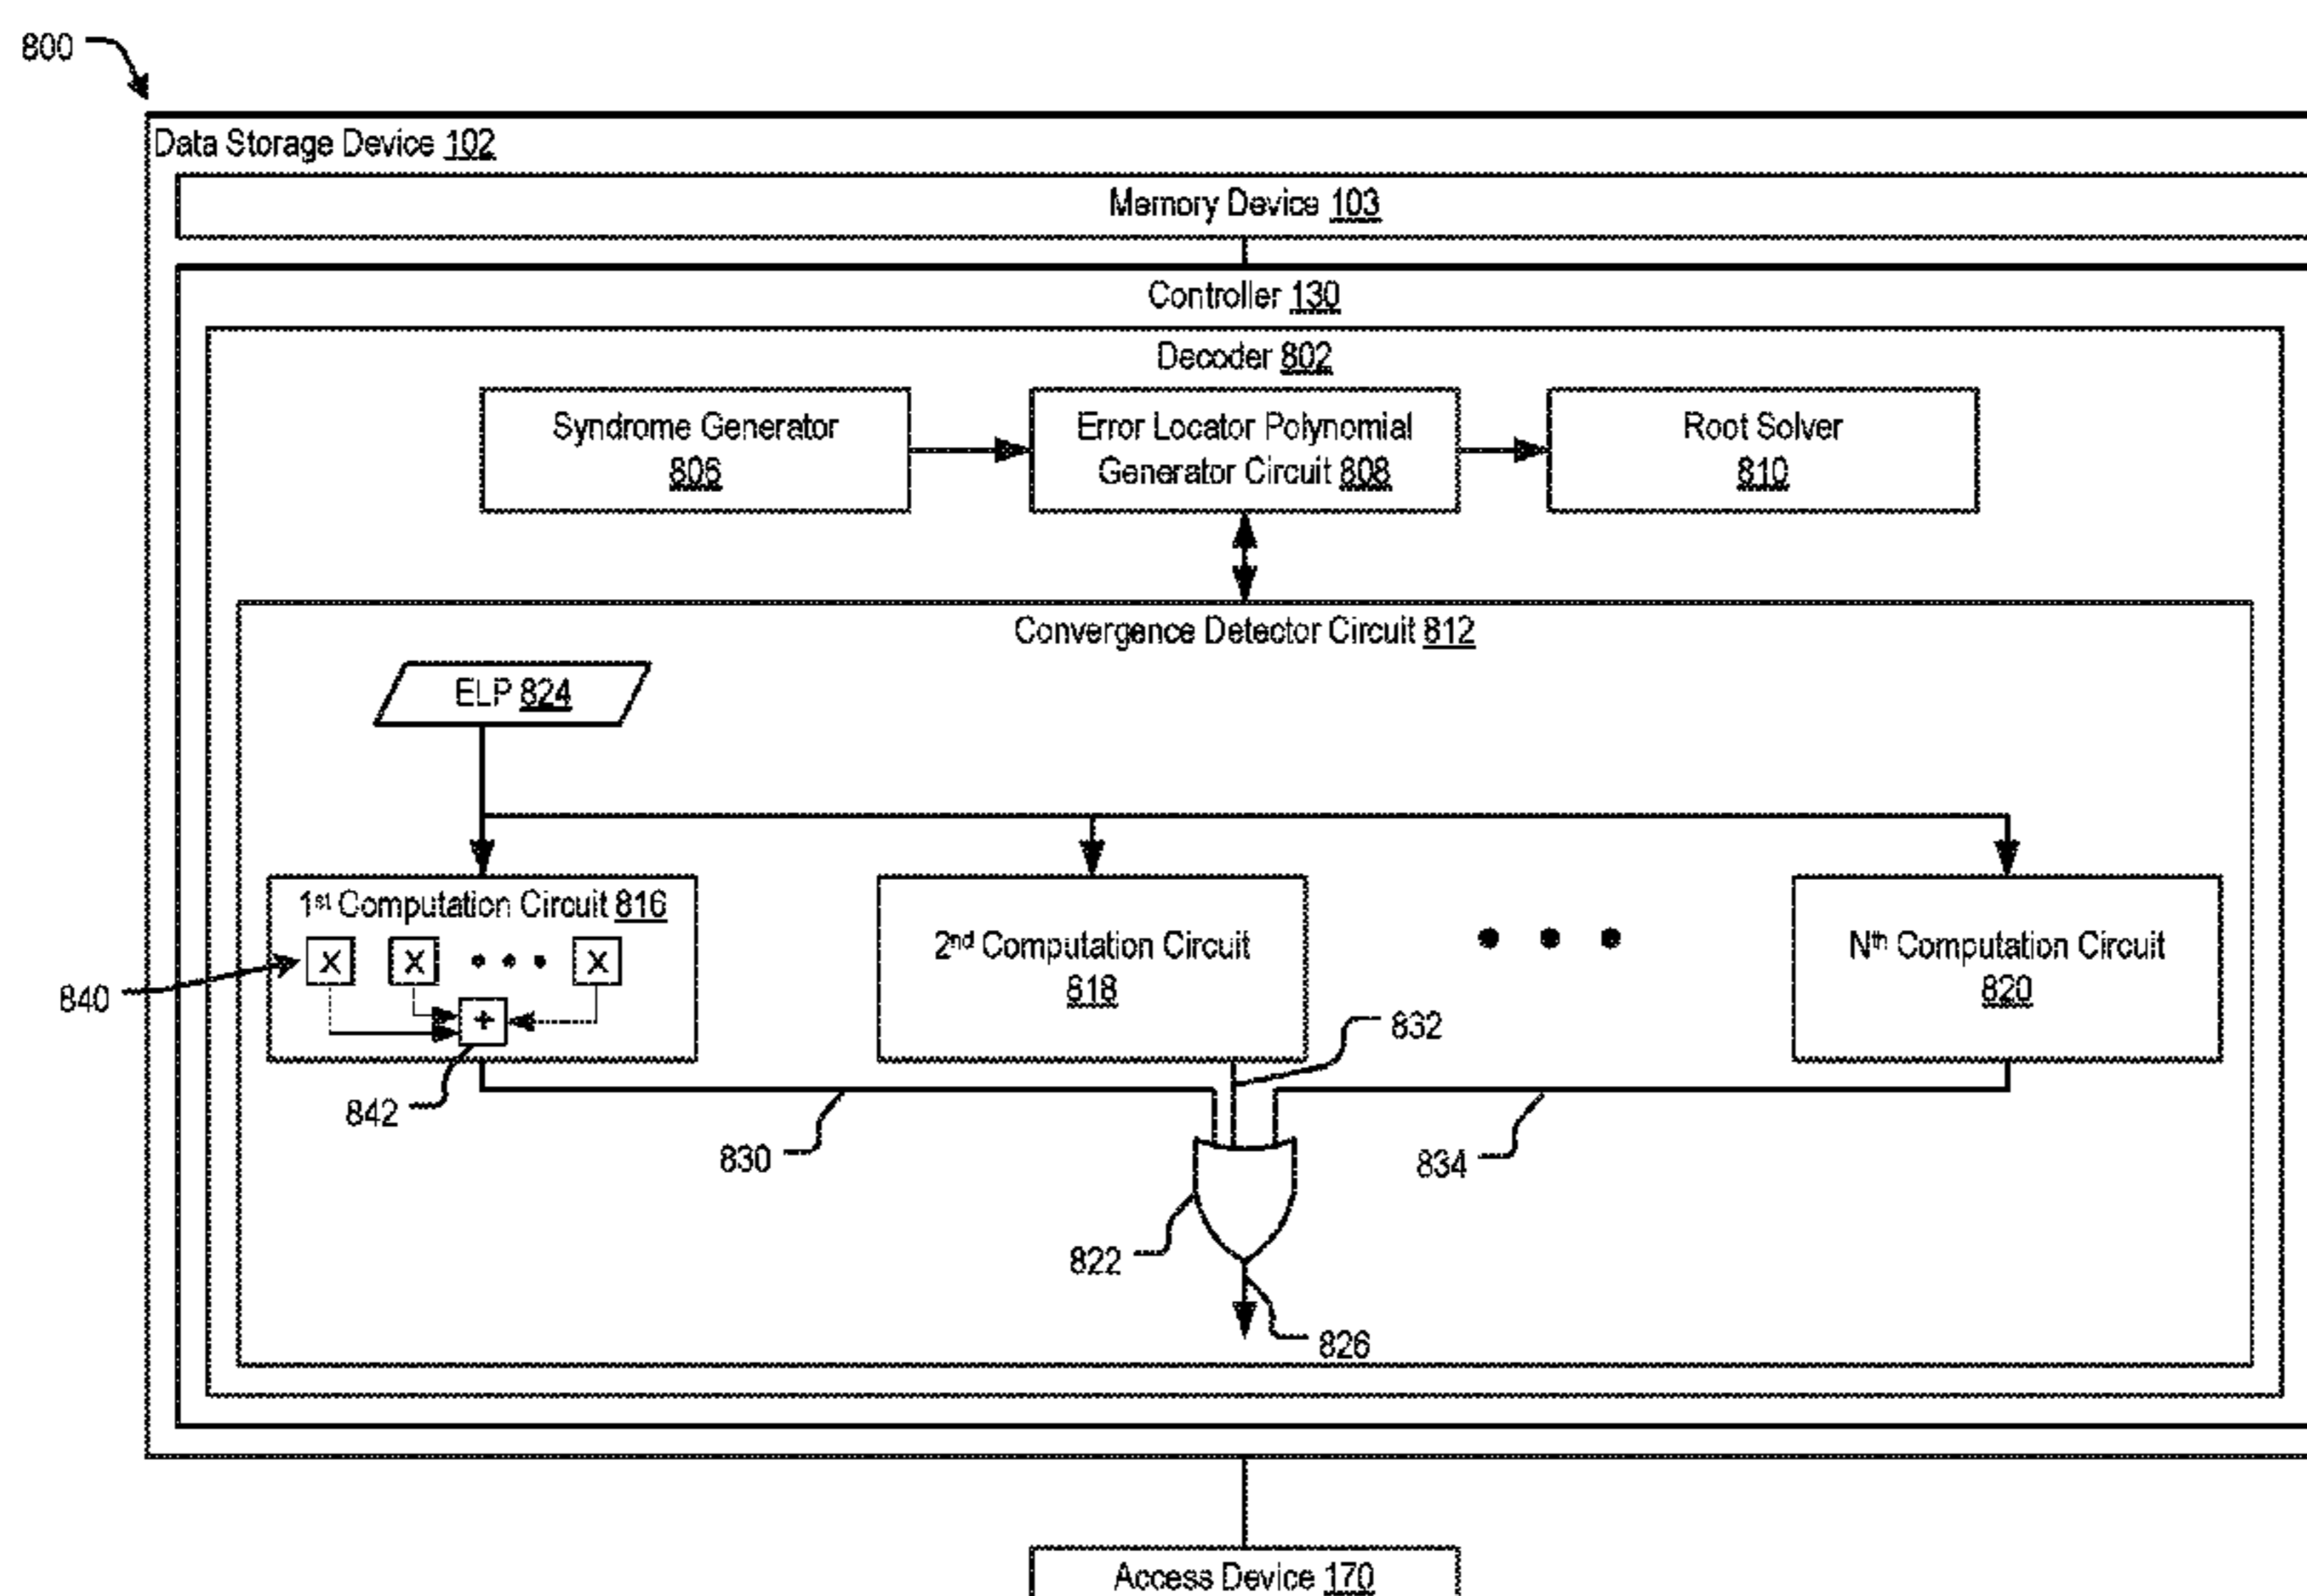 800
Data Storage Device 102
Memory Device 103
Controller 130
Decoder 802
Syndrome Generator
806
Error Locator Polynomial
Generator Circuit 808
Root Solver
810
Convergence Detector Circuit 812
ELP 824
1st Computation Circuit 816
X X • • • X
+
840
842
2nd Computation Circuit
818
• • •
Nth Computation Circuit
820
832
830
834
822
826
Access Device 170